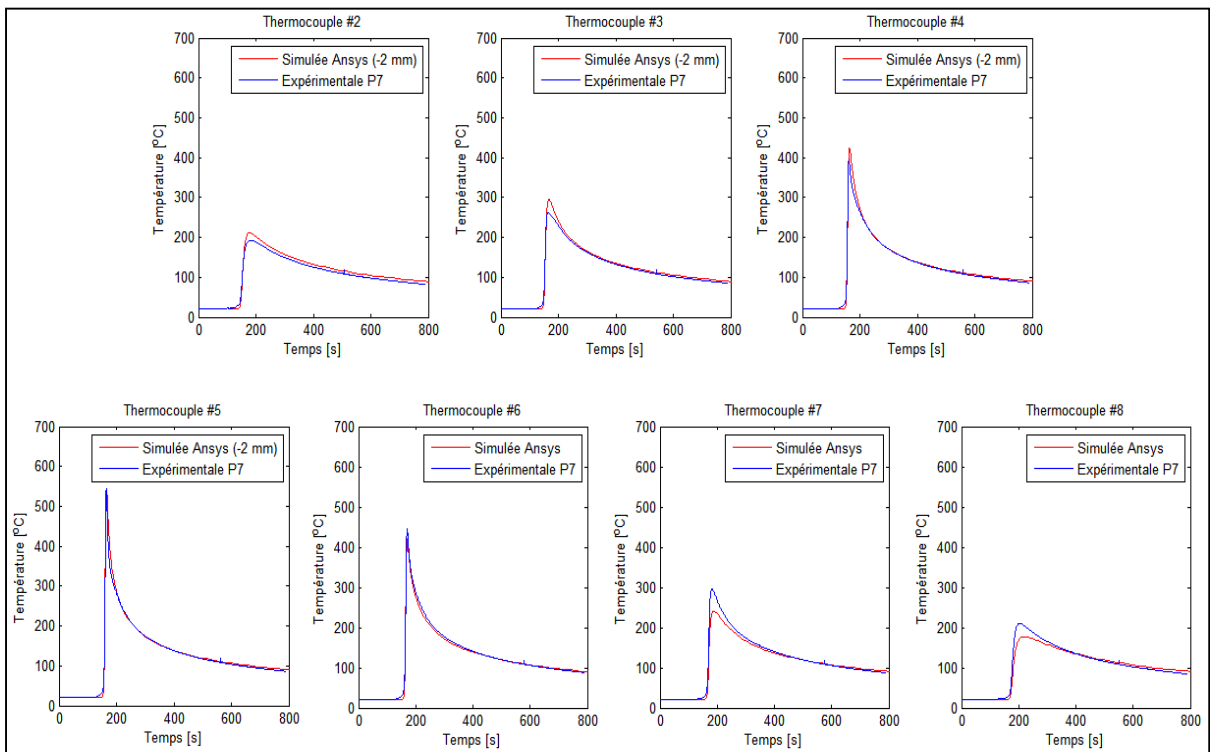 Thermocouple #2
Simulée Ansys (-2 mm)
Expérimentale P7
Température [°C]
700
600
500
400
300
200
100
0
0 200 400 600 800
Temps [s]
Thermocouple #3
Simulée Ansys (-2 mm)
Expérimentale P7
Température [°C]
700
600
500
400
300
200
100
0
0 200 400 600 800
Temps [s]
Thermocouple #4
Simulée Ansys (-2 mm)
Expérimentale P7
Température [°C]
700
600
500
400
300
200
100
0
0 200 400 600 800
Temps [s]
Thermocouple #5
Simulée Ansys (-2 mm)
Expérimentale P7
Température [°C]
700
600
500
400
300
200
100
0
0 200 400 600 800
Temps [s]
Thermocouple #6
Simulée Ansys
Expérimentale P7
Température [°C]
700
600
500
400
300
200
100
0
0 200 400 600 800
Temps [s]
Thermocouple #7
Simulée Ansys
Expérimentale P7
Température [°C]
700
600
500
400
300
200
100
0
0 200 400 600 800
Temps [s]
Thermocouple #8
Simulée Ansys
Expérimentale P7
Température [°C]
700
600
500
400
300
200
100
0
0 200 400 600 800
Temps [s]